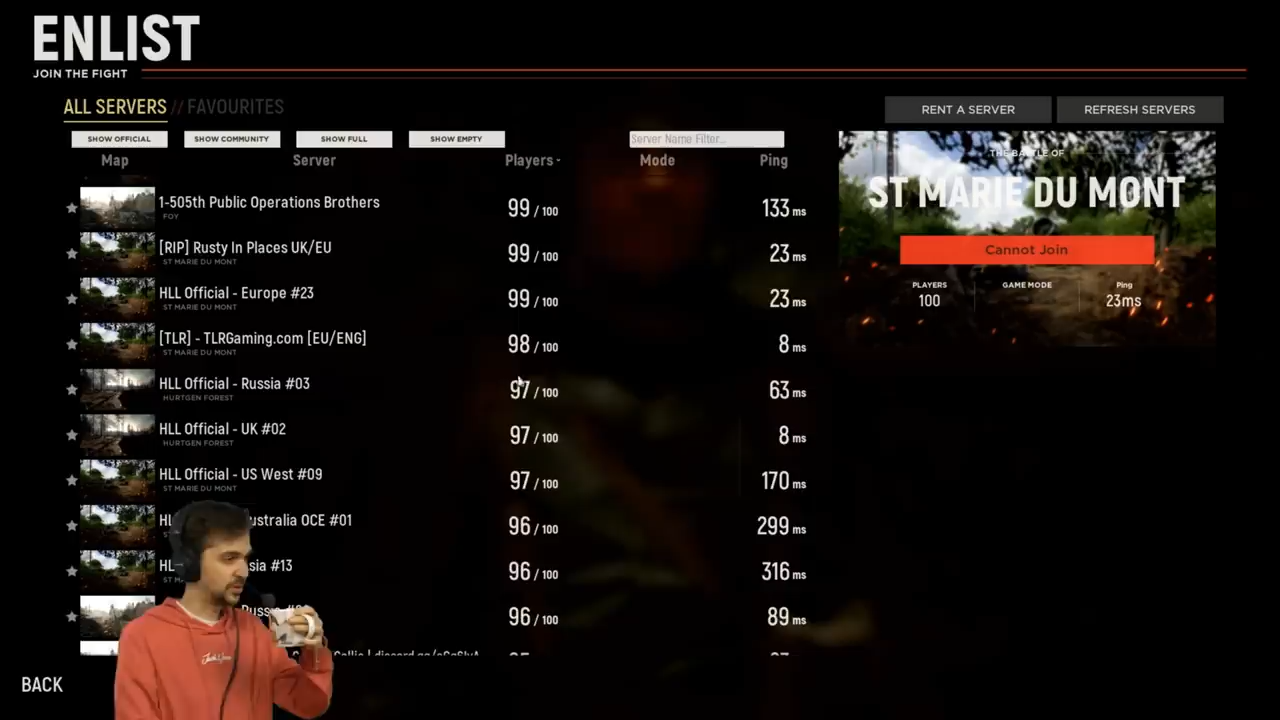 ENLIST
JOIN THE FIGHT
ALL SERVERS // FAVOURITES
RENT A SERVER
REFRESH SERVERS
SHOW OFFICIAL
SHOW COMMUNITY
SHOW FULL
SHOW EMPTY
Server Name Filter...
Map Server Players Mode Ping
1-505th Public Operations Brothers 99 / 100 133 ms
FOY
[RIP] Rusty In Places UK/EU 99 / 100 23 ms
ST MARIE DU MONT
HLL Official - Europe #23 99 / 100 23 ms
ST MARIE DU MONT
[TLR] - TLRGaming.com [EU/ENG] 98 / 100 8 ms
ST MARIE DU MONT
HLL Official - Russia #03 97 / 100 63 ms
HURTGEN FOREST
HLL Official - UK #02 97 / 100 8 ms
HURTGEN FOREST
HLL Official - US West #09 97 / 100 170 ms
ST MARIE DU MONT
ustralia OCE #01 96 / 100 299 ms
#13 96 / 100 316 ms
96 / 100 89 ms
THE BATTLE OF
ST MARIE DU MONT
Cannot Join
PLAYERS GAME MODE Ping
100 23ms
BACK